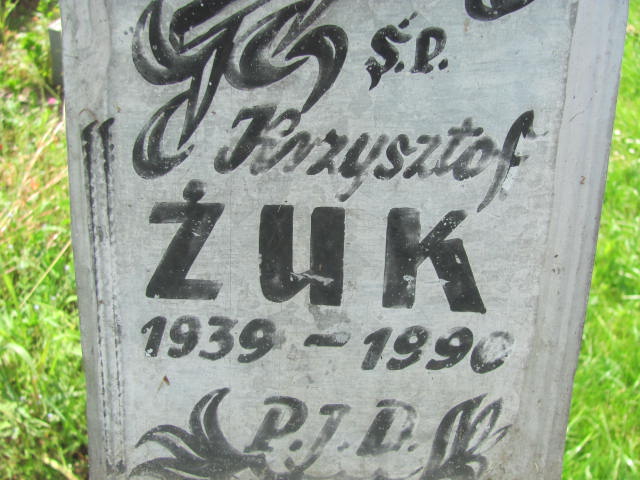 Ś.P.
Krzysztof
ŻUK
1939 - 1990
P.J.D.